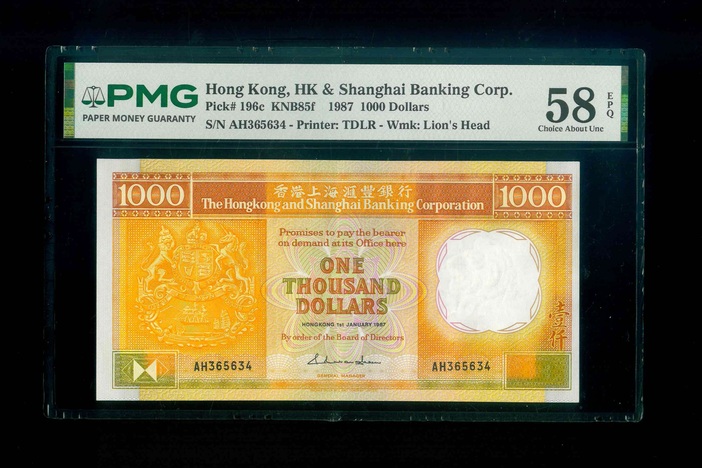 PMG
PAPER MONEY GUARANTY
Hong Kong, HK & Shanghai Banking Corp.
Pick# 196c KNB85f 1987 1000 Dollars
S/N AH365634 - Printer: TDLR - Wmk: Lion's Head
58
EPQ
Choice About Unc
1000
香港上海滙豐銀行
The Hongkong and Shanghai Banking Corporation
1000
Promises to pay the bearer
on demand at its Office here
ONE
THOUSAND
DOLLARS
HONGKONG 1st JANUARY 1987
By order of the Board of Directors
GENERAL MANAGER
壹仟
AH365634
AH365634